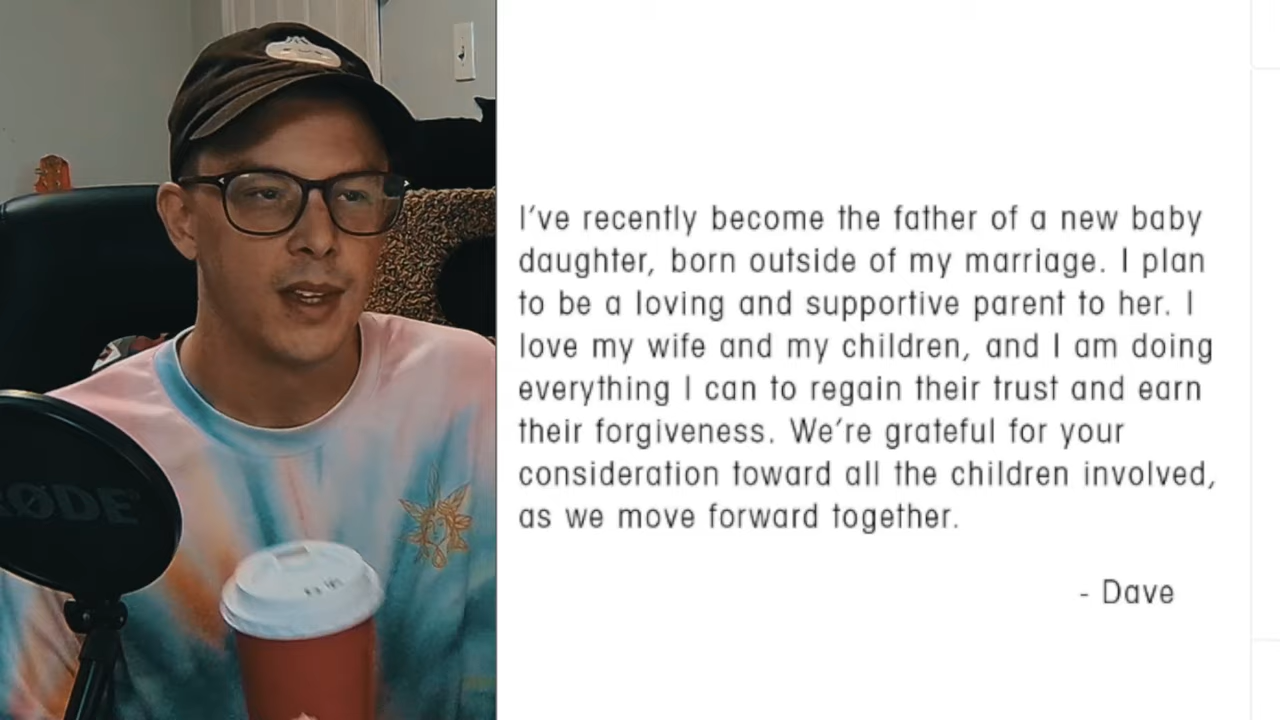 I've recently become the father of a new baby
daughter, born outside of my marriage. I plan
to be a loving and supportive parent to her. I
love my wife and my children, and I am doing
everything I can to regain their trust and earn
their forgiveness. We're grateful for your
consideration toward all the children involved,
as we move forward together.
- Dave
RØDE